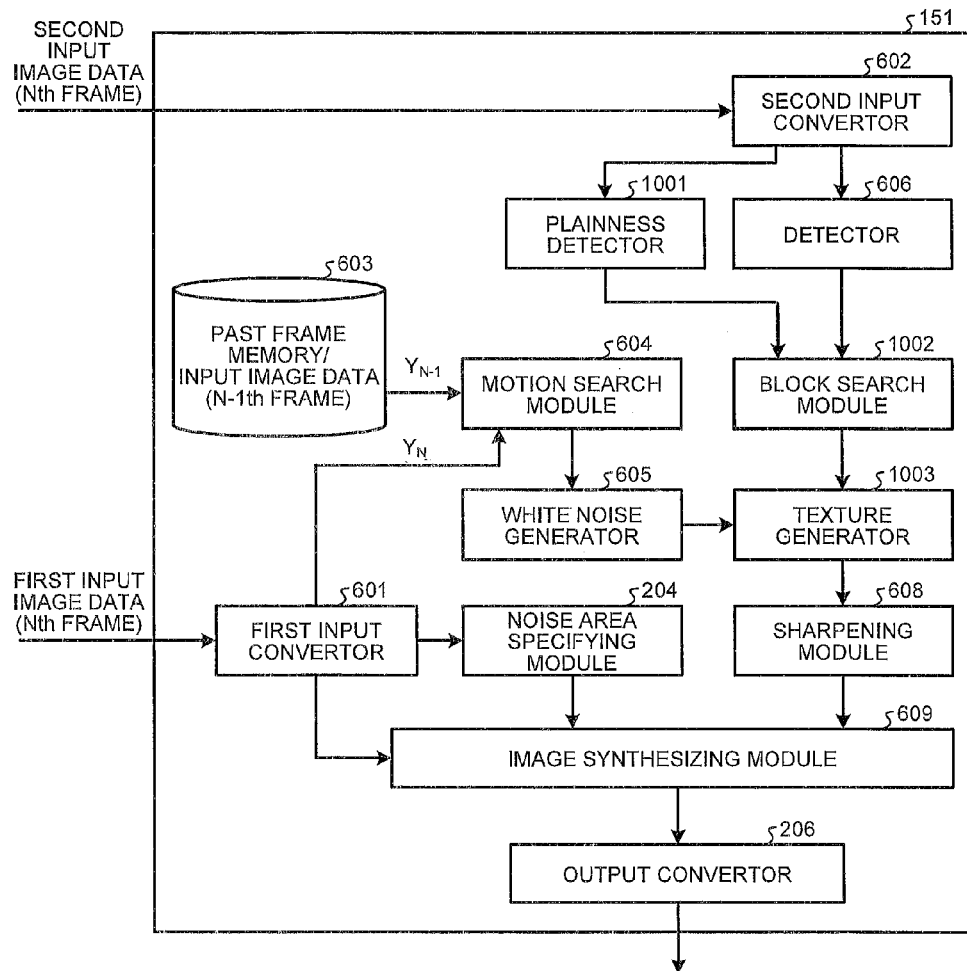 151
SECOND
INPUT
IMAGE DATA
(Nth FRAME)
602
SECOND INPUT
CONVERTOR
1001
PLAINNESS
DETECTOR
606
DETECTOR
603
PAST FRAME
MEMORY/
INPUT IMAGE DATA
(N-1th FRAME)
YN-1
604
MOTION SEARCH
MODULE
1002
BLOCK SEARCH
MODULE
YN
605
WHITE NOISE
GENERATOR
1003
TEXTURE
GENERATOR
FIRST INPUT
IMAGE DATA
(Nth FRAME)
601
FIRST INPUT
CONVERTOR
204
NOISE AREA
SPECIFYING
MODULE
608
SHARPENING
MODULE
609
IMAGE SYNTHESIZING MODULE
206
OUTPUT CONVERTOR